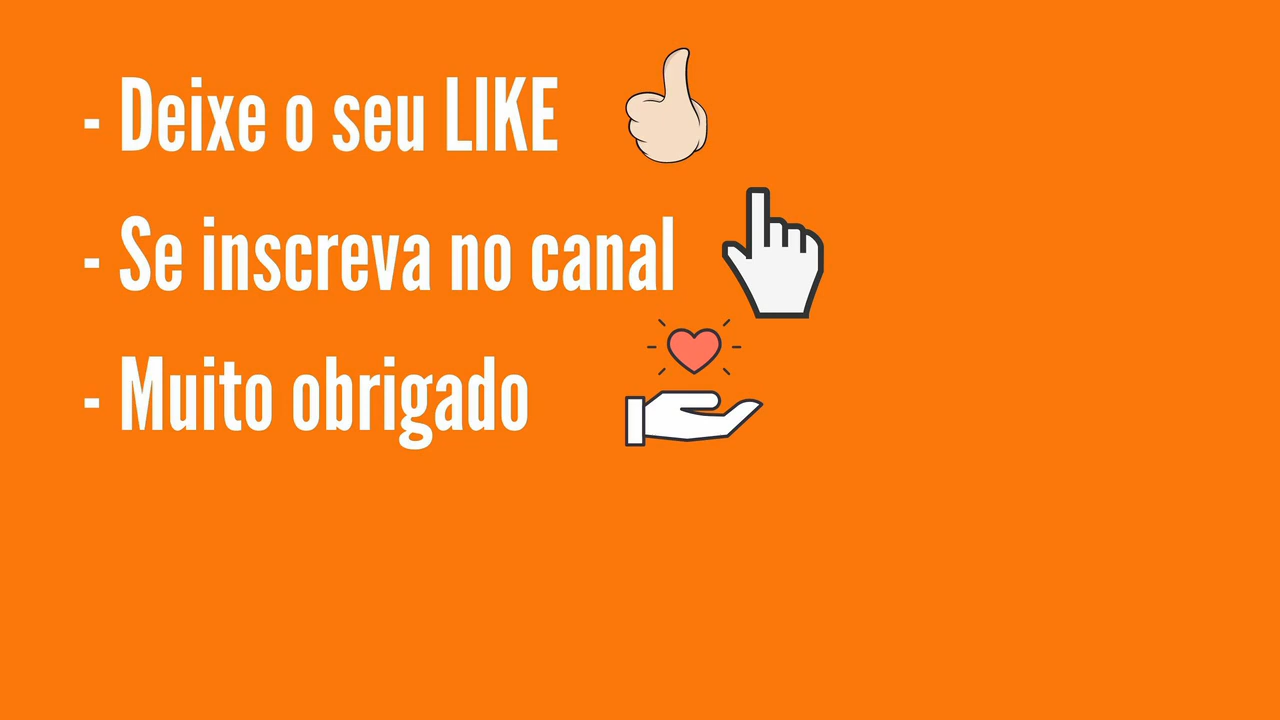 - Deixe o seu LIKE
- Se inscreva no canal
- Muito obrigado